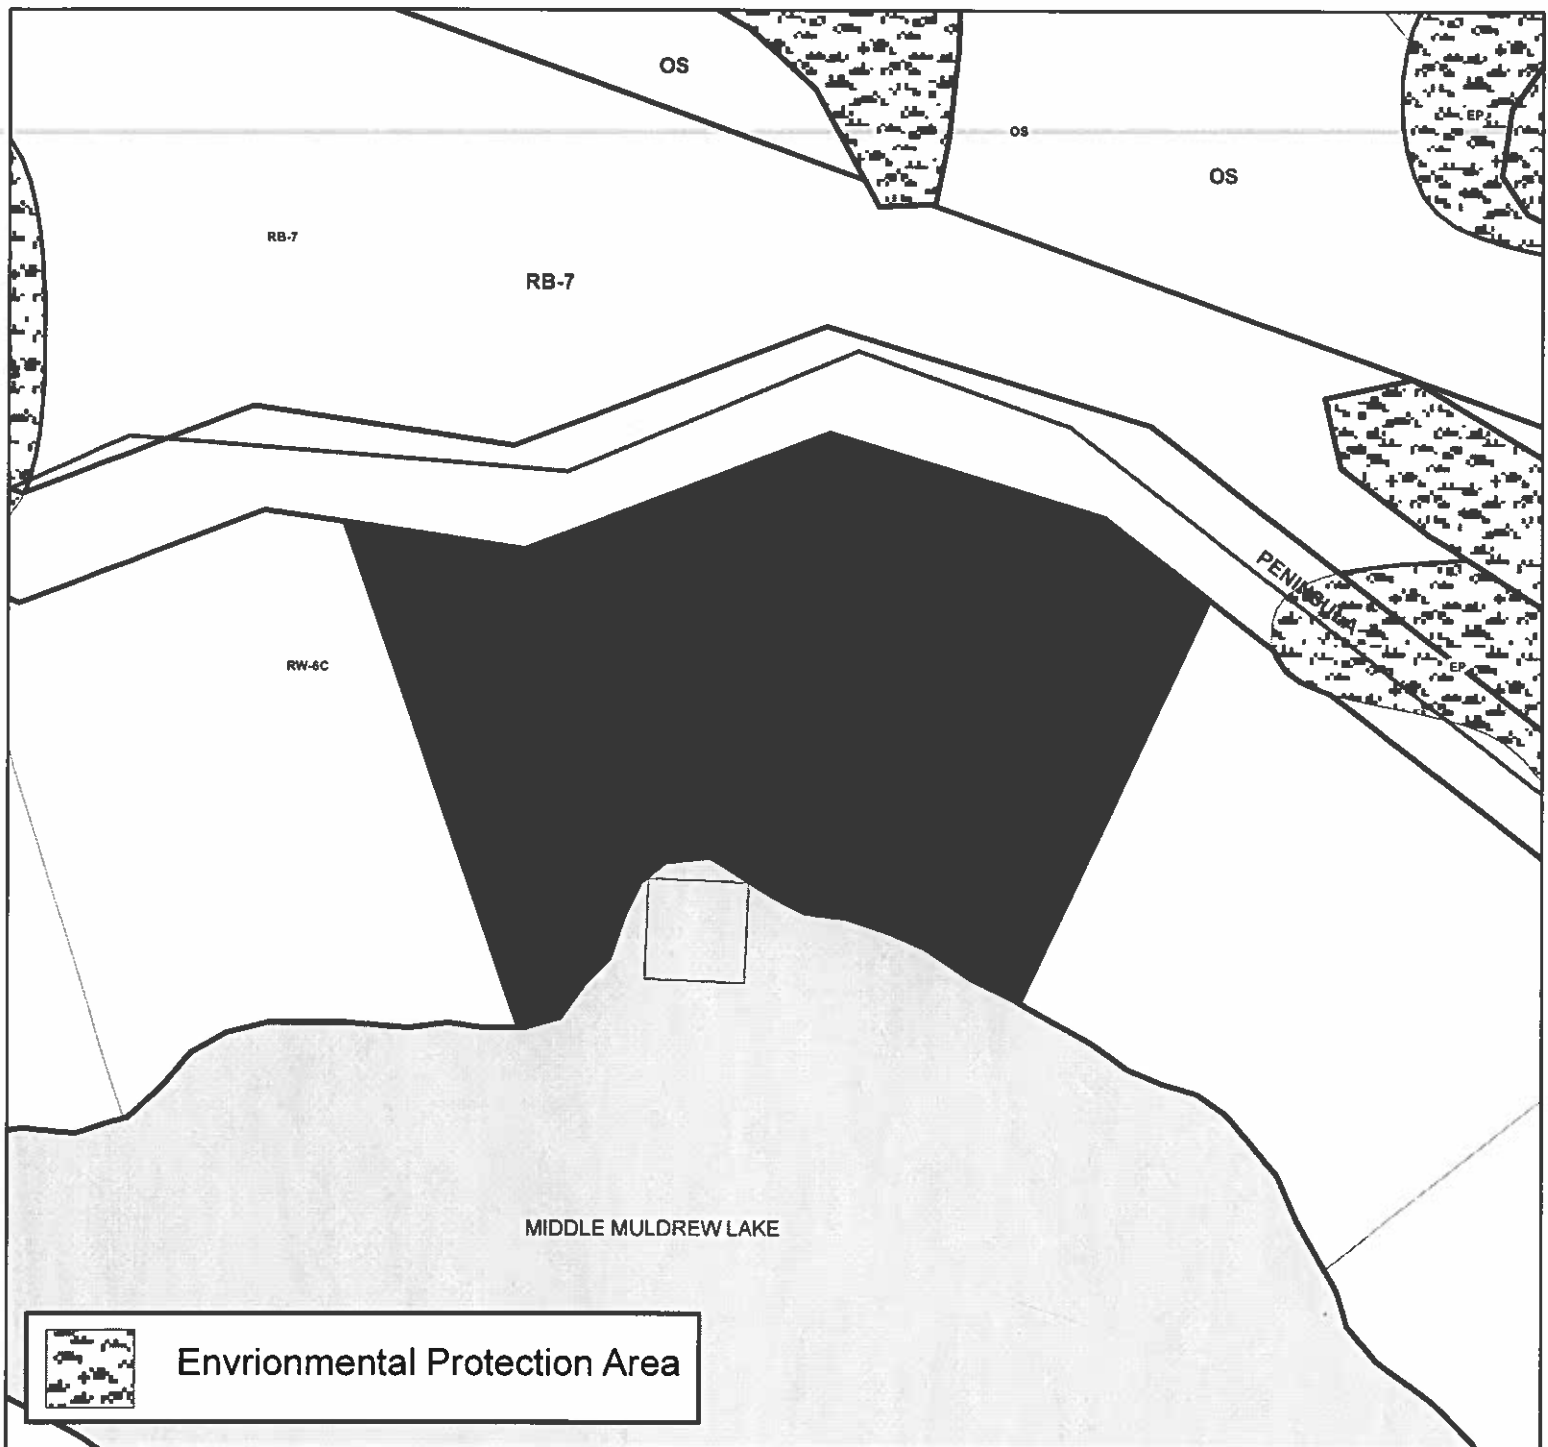 OS
EP
OS
OS
RB-7
RB-7
PENINSULA
RW-6C
EP
MIDDLE MULDREW LAKE
Envrionmental Protection Area